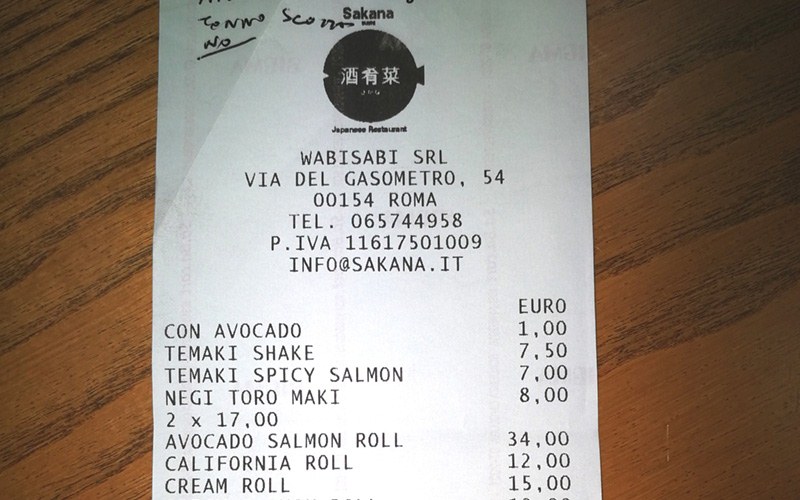 NO
Sakana
酒肴菜
Japanese Restaurant
WABISABI SRL
VIA DEL GASOMETRO, 54
00154 ROMA
TEL. 065744958
P.IVA 11617501009
INFO@SAKANA.IT
EURO
CON AVOCADO 1,00
TEMAKI SHAKE 7,50
TEMAKI SPICY SALMON 7,00
NEGI TORO MAKI 8,00
2 x 17,00
AVOCADO SALMON ROLL 34,00
CALIFORNIA ROLL 12,00
CREAM ROLL 15,00